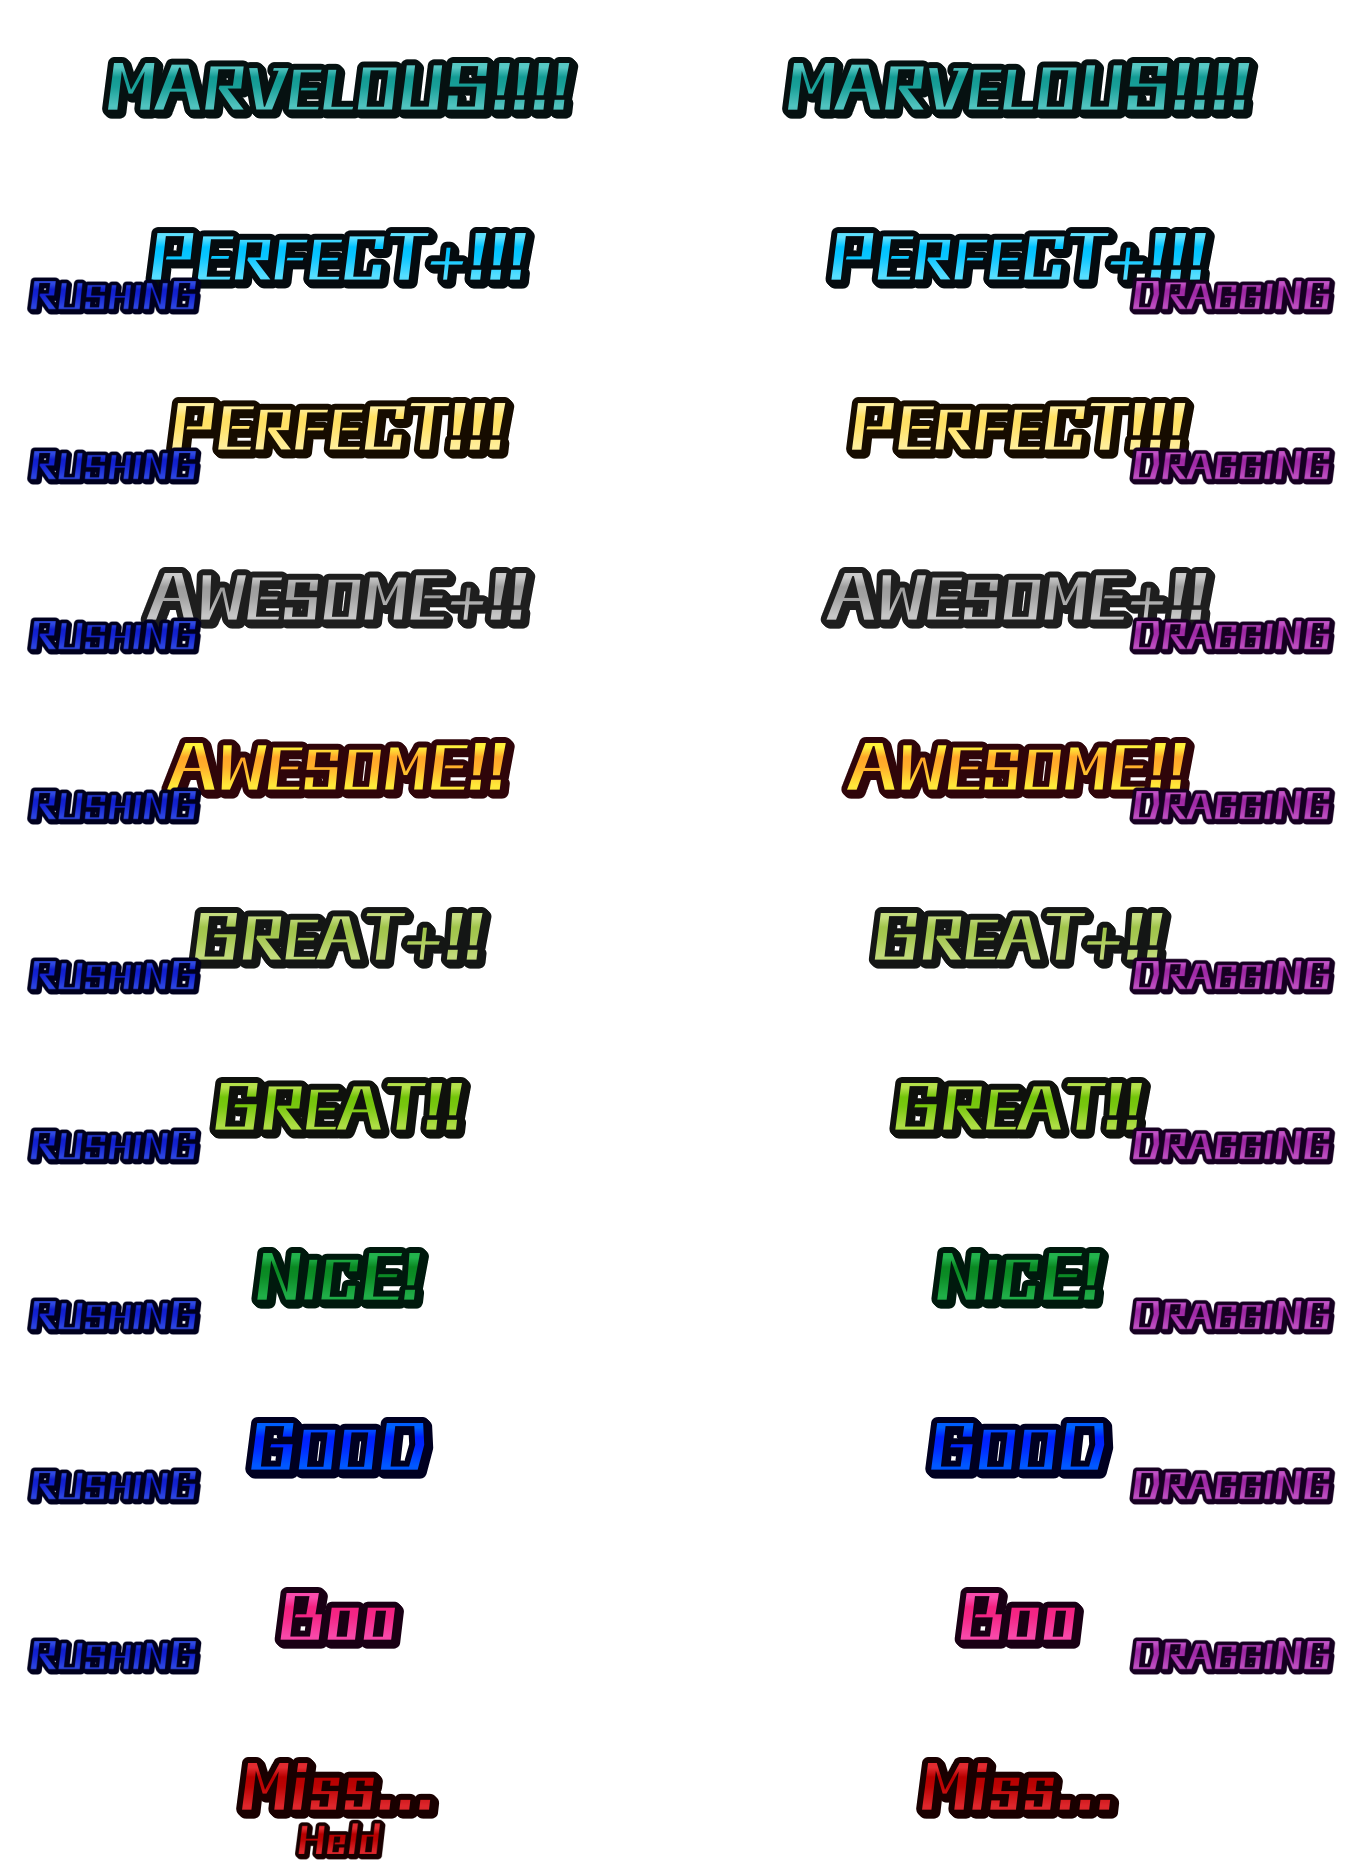 MARVELOUS!!!! MARVELOUS!!!!
PERFECT+!!! PERFECT+!!!
RUSHING DRAGGING
PERFECT!!! PERFECT!!!
RUSHING DRAGGING
AWESOME+!! AWESOME+!!
RUSHING DRAGGING
AWESOME!! AWESOME!!
RUSHING DRAGGING
GREAT+!! GREAT+!!
RUSHING DRAGGING
GREAT!! GREAT!!
RUSHING DRAGGING
NICE! NICE!
RUSHING DRAGGING
GOOD GOOD
RUSHING DRAGGING
Boo Boo
RUSHING DRAGGING
Miss... Miss...
Held